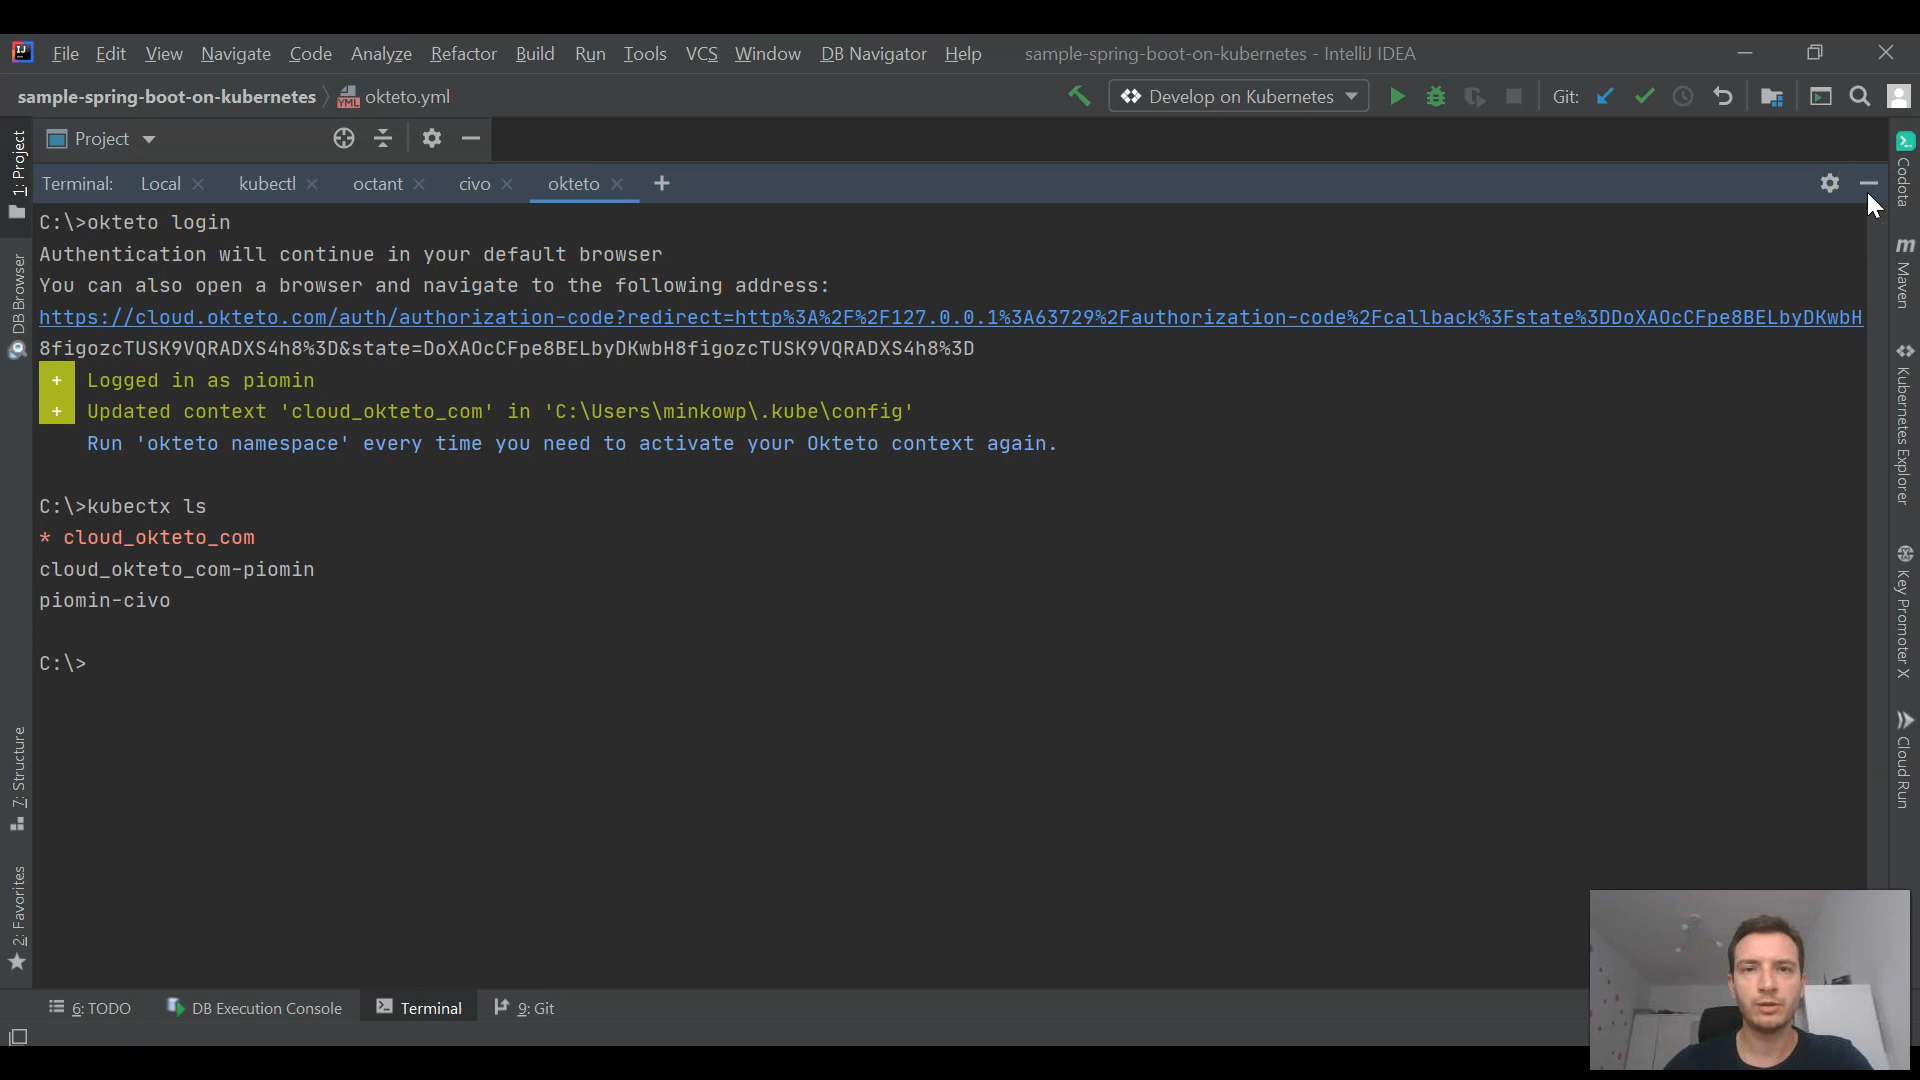 File Edit View Navigate Code Analyze Refactor Build Run Tools VCS Window DB Navigator Help sample-spring-boot-on-kubernetes - IntelliJ IDEA
sample-spring-boot-on-kubernetes okteto.yml Develop on Kubernetes Git:
Project
Terminal: Local kubectl octant civo okteto
C:\>okteto login
Authentication will continue in your default browser
You can also open a browser and navigate to the following address:
https://cloud.okteto.com/auth/authorization-code?redirect=http%3A%2F%2F127.0.0.1%3A63729%2Fauthorization-code%2Fcallback%3Fstate%3DDoXAOcCFpe8BELbyDKwbH
8figozcTUSK9VQRADXS4h8%3D&state=DoXAOcCFpe8BELbyDKwbH8figozcTUSK9VQRADXS4h8%3D
+ Logged in as piomin
+ Updated context 'cloud_okteto_com' in 'C:\Users\minkowp\.kube\config'
Run 'okteto namespace' every time you need to activate your Okteto context again.
C:\>kubectx ls
* cloud_okteto_com
cloud_okteto_com-piomin
piomin-civo
C:\>
1: Project
DB Browser
7: Structure
2: Favorites
Codota
Maven
Kubernetes Explorer
Key Promoter X
Cloud Run
6: TODO DB Execution Console Terminal 9: Git